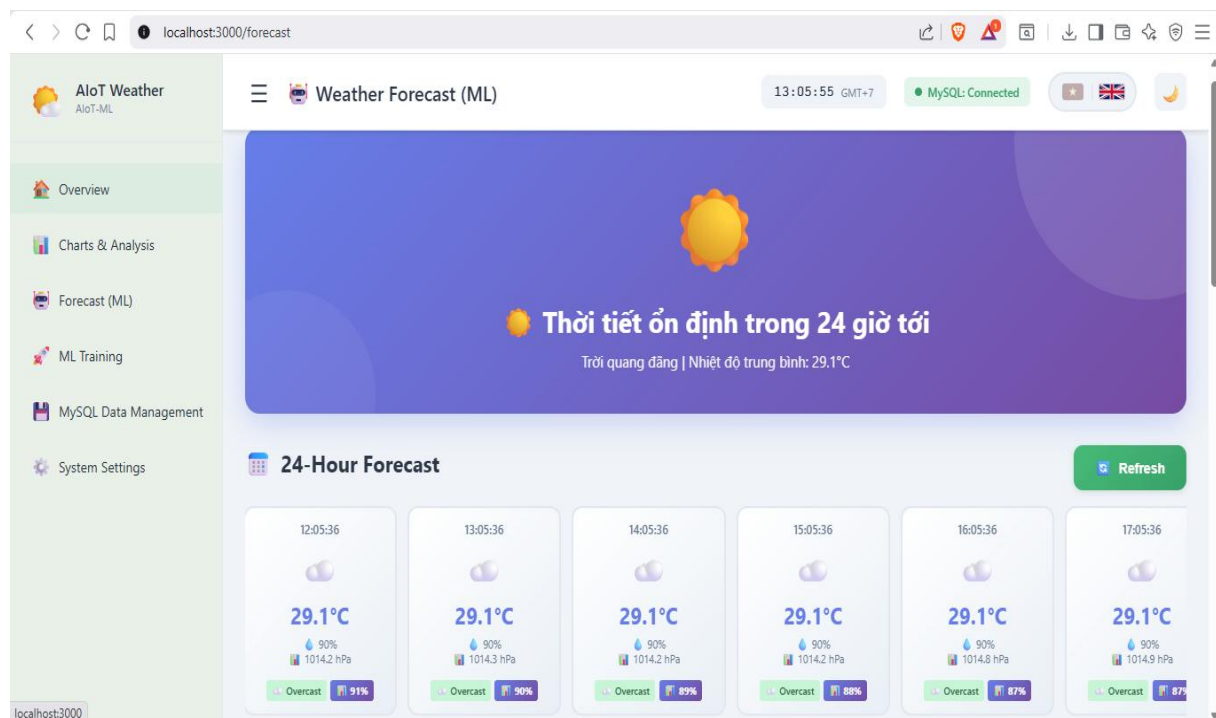 localhost:3000/forecast
AIoT Weather
AIoT-ML
Weather Forecast (ML)
13:05:55 GMT+7
MySQL: Connected
Overview
Charts & Analysis
Forecast (ML)
ML Training
MySQL Data Management
System Settings
Thời tiết ổn định trong 24 giờ tới
Trời quang đãng | Nhiệt độ trung bình: 29.1°C
24-Hour Forecast
Refresh
12:05:36
29.1°C
90%
1014.2 hPa
Overcast 91%
13:05:36
29.1°C
90%
1014.3 hPa
Overcast 90%
14:05:36
29.1°C
90%
1014.2 hPa
Overcast 89%
15:05:36
29.1°C
90%
1014.2 hPa
Overcast 88%
16:05:36
29.1°C
90%
1014.8 hPa
Overcast 87%
17:05:36
29.1°C
90%
1014.9 hPa
Overcast 87%
localhost:3000